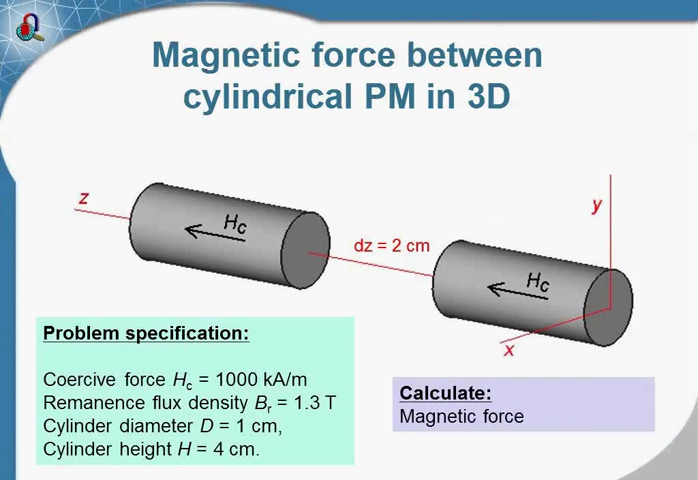 Magnetic force between
cylindrical PM in 3D
z
Hc
dz = 2 cm
y
Hc
x
Problem specification:
Coercive force Hc = 1000 kA/m
Remanence flux density Br = 1.3 T
Cylinder diameter D = 1 cm,
Cylinder height H = 4 cm.
Calculate:
Magnetic force